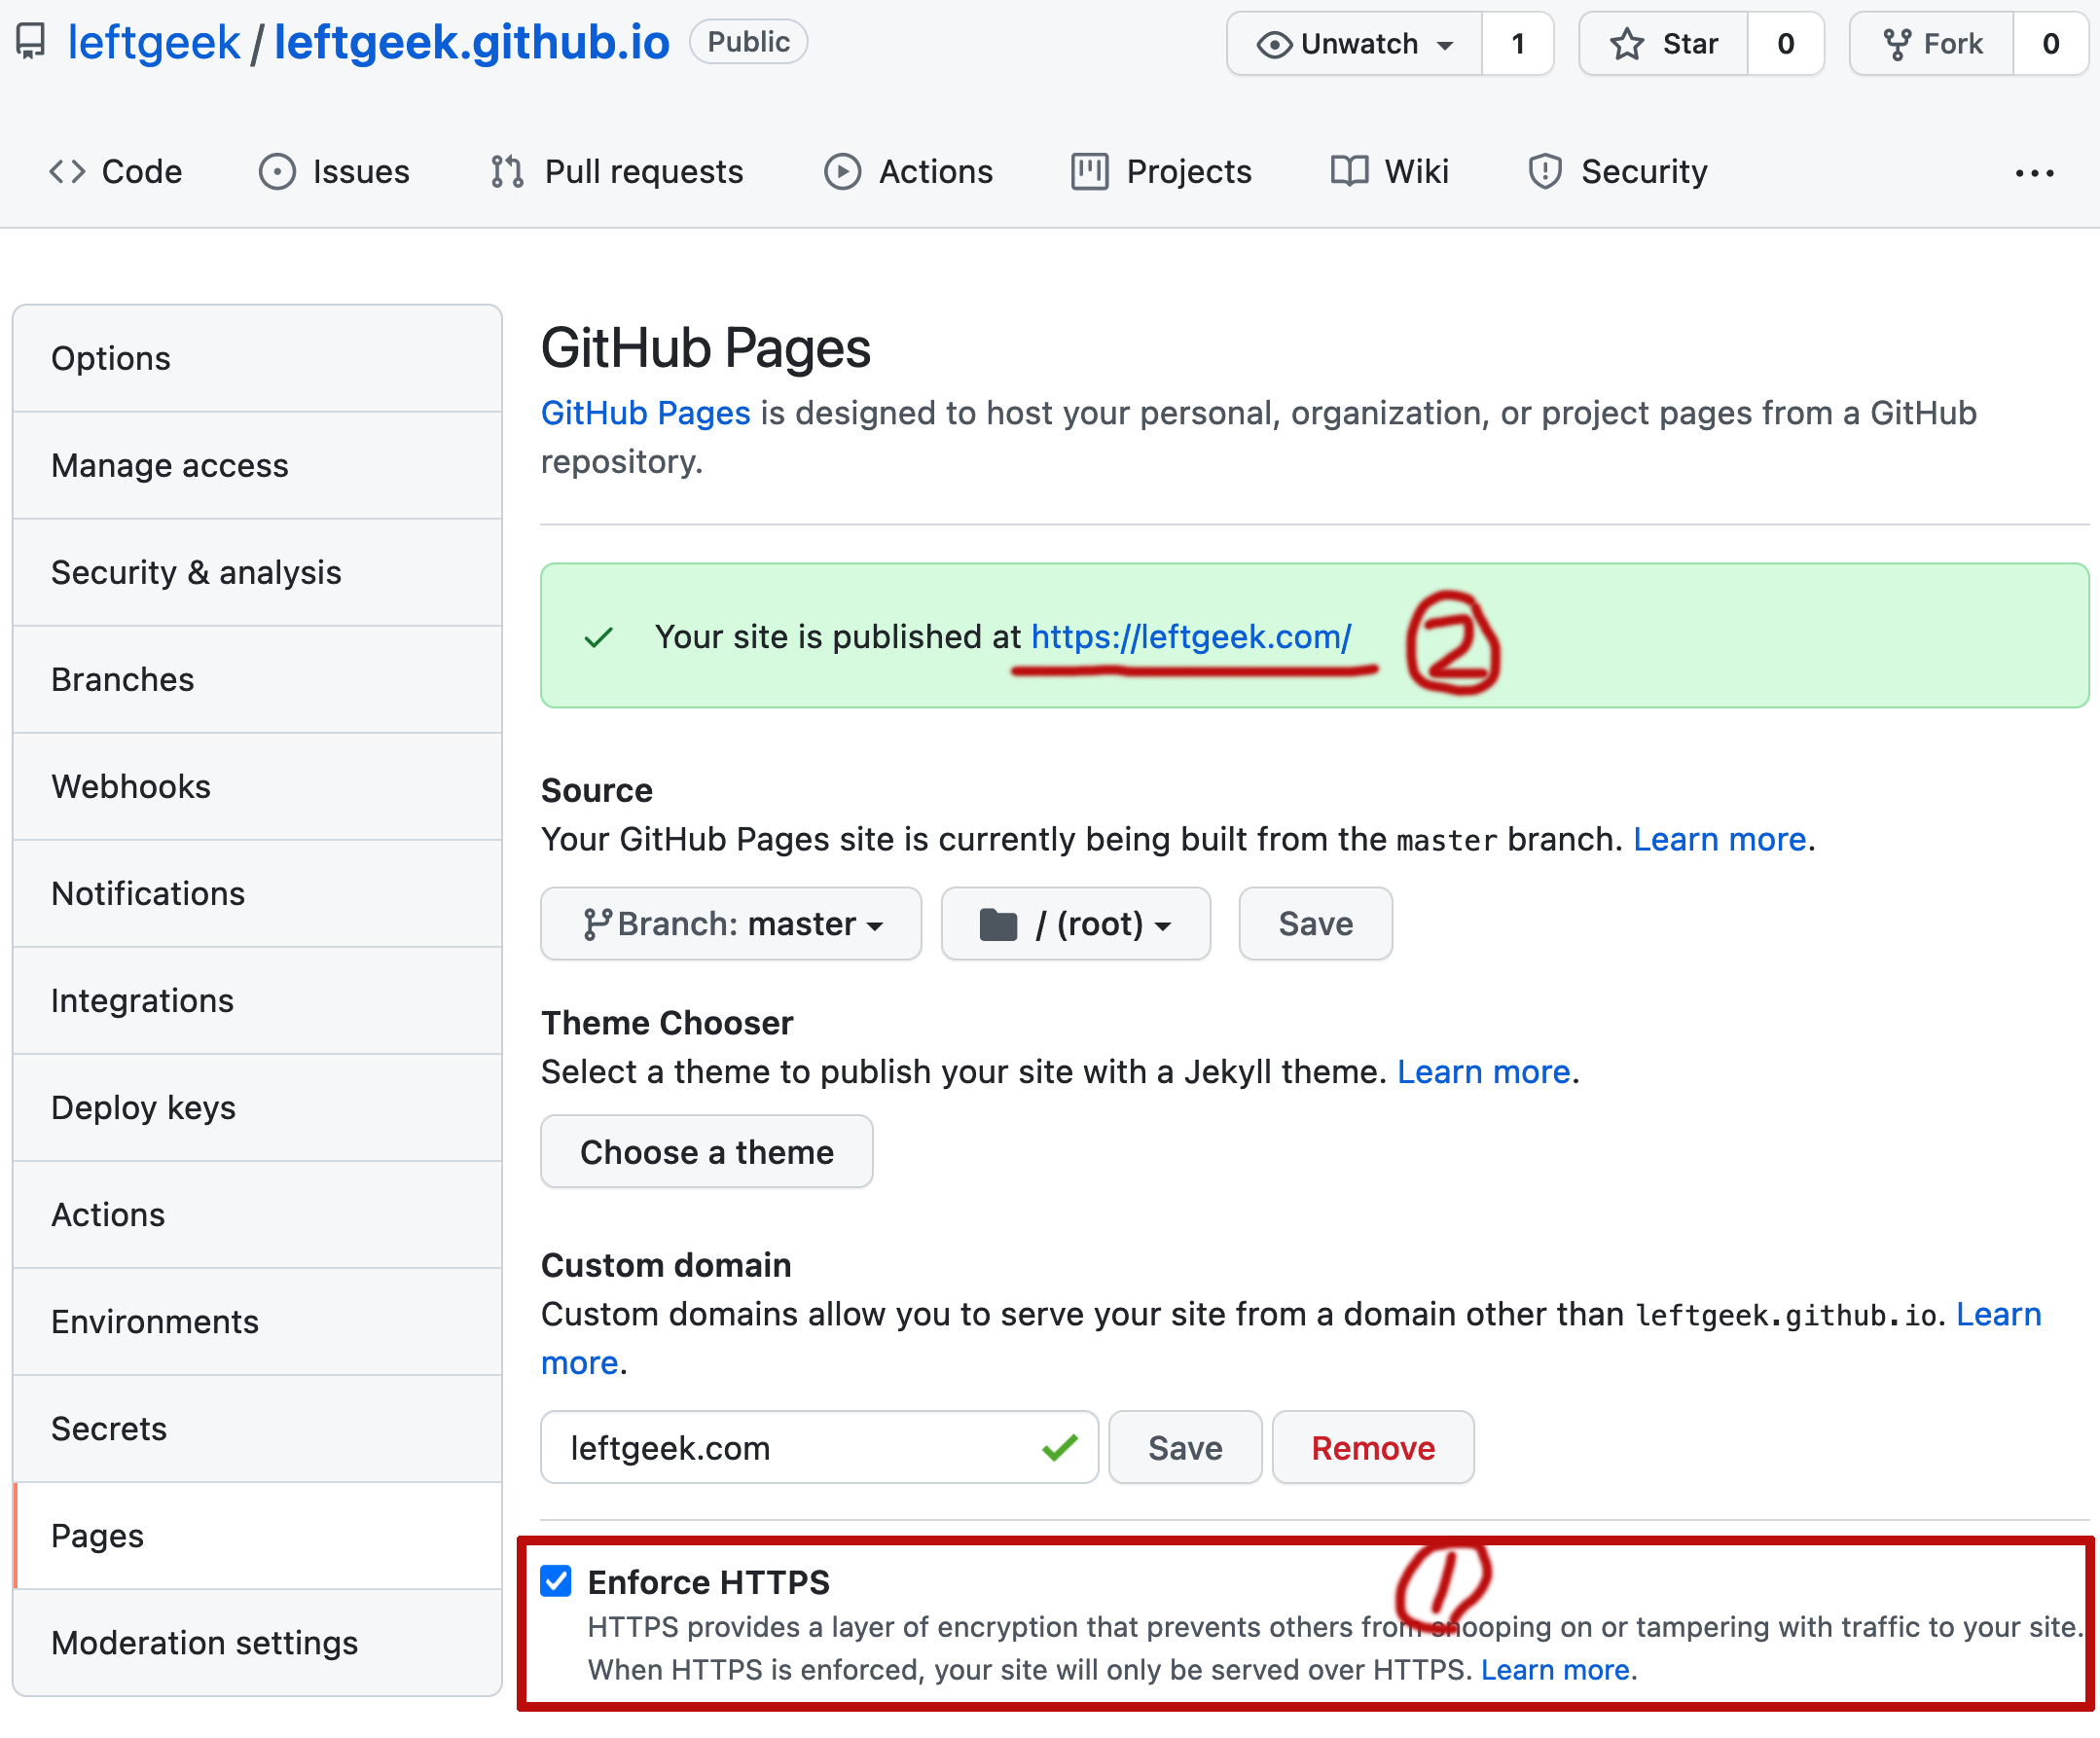 leftgeek / leftgeek.github.io Public Unwatch 1 Star 0 Fork 0
Code Issues Pull requests Actions Projects Wiki Security ...
Options
Manage access
Security & analysis
Branches
Webhooks
Notifications
Integrations
Deploy keys
Actions
Environments
Secrets
Pages
Moderation settings
GitHub Pages
GitHub Pages is designed to host your personal, organization, or project pages from a GitHub
repository.
Your site is published at https://leftgeek.com/ 2
Source
Your GitHub Pages site is currently being built from the master branch. Learn more.
Branch: master / (root) Save
Theme Chooser
Select a theme to publish your site with a Jekyll theme. Learn more.
Choose a theme
Custom domain
Custom domains allow you to serve your site from a domain other than leftgeek.github.io. Learn
more.
leftgeek.com Save Remove
Enforce HTTPS 1
HTTPS provides a layer of encryption that prevents others from snooping on or tampering with traffic to your site.
When HTTPS is enforced, your site will only be served over HTTPS. Learn more.